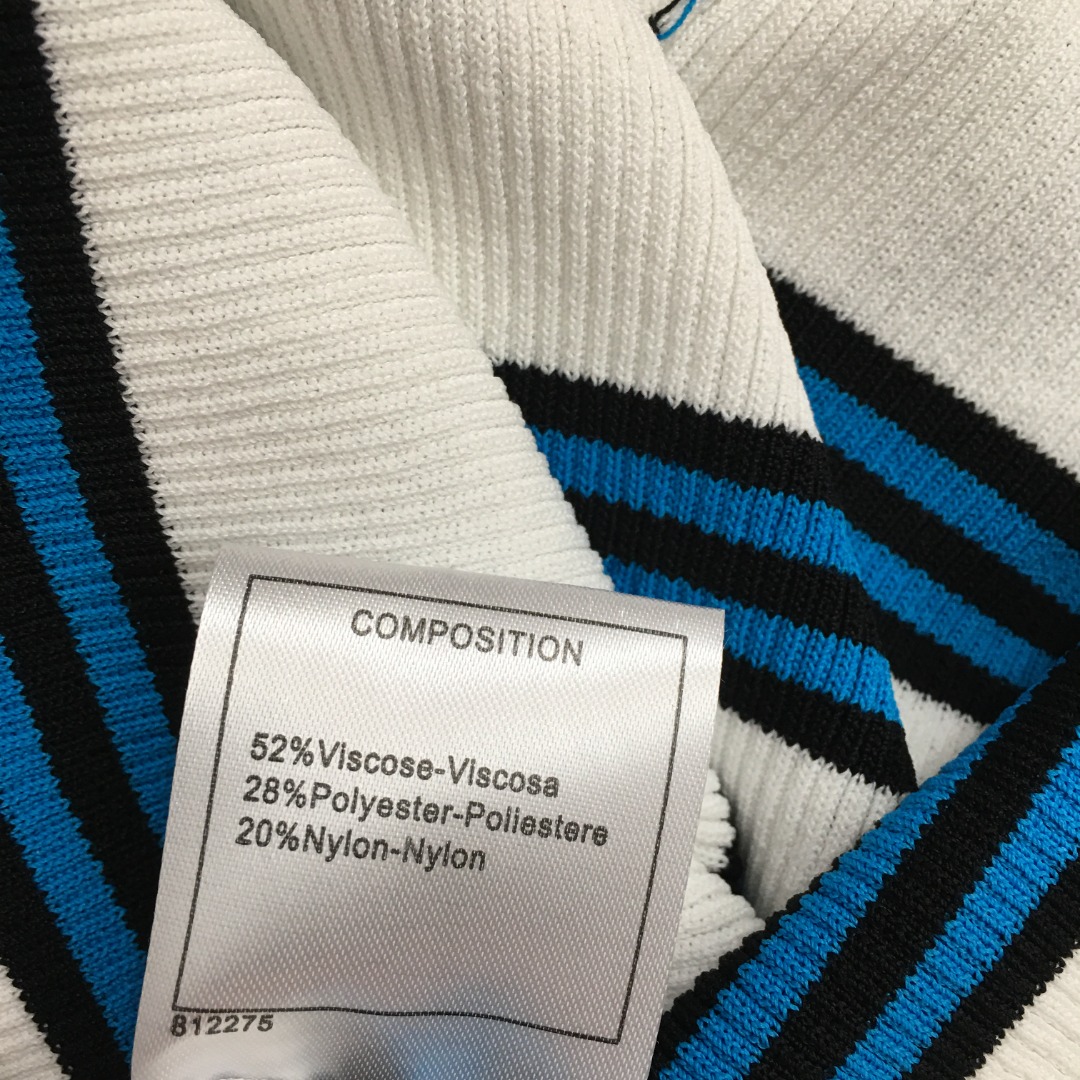 COMPOSITION
52%Viscose-Viscosa
28%Polyester-Poliestere
20%Nylon-Nylon
812275